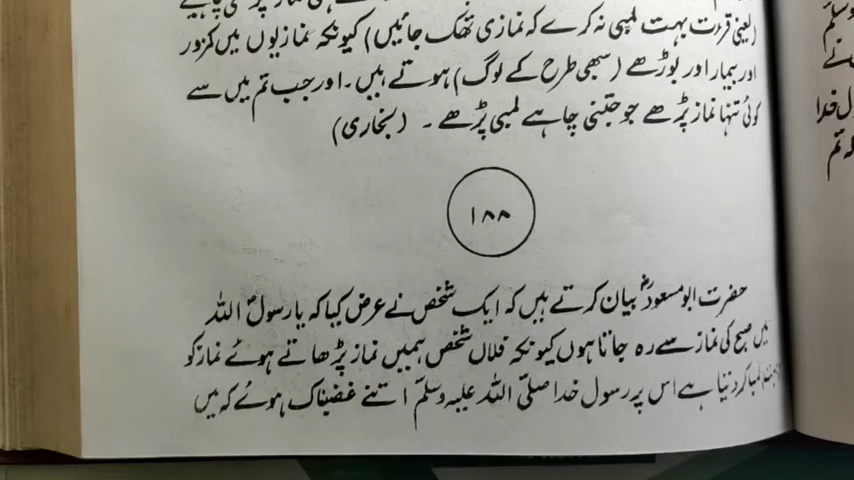 (یعنی قرءت بہت لمبی نہ کرے کہ نمازی تھک جائیں) کیونکہ نمازیوں میں کمزور
اور بیمار اور بوڑھے (سبھی طرح کے لوگ) ہوتے ہیں۔ اور جب تم میں سے
کوئی تنہا نماز پڑھے جو جتنی چاہے لمبی پڑھے ۔ (بخاری)
۱۸۸
حضرت ابو مسعودؓ بیان کرتے ہیں کہ ایک شخص نے عرض کیا کہ یا رسول اللہ
میں صبح کی نماز سے رہ جاتا ہوں کیونکہ فلاں شخص ہمیں نماز پڑھاتے ہوئے نماز کو
لمبا کر دیتا ہے اس پر رسول خدا صلی اللہ علیہ وسلم اتنے غضبناک ہوئے کہ میں